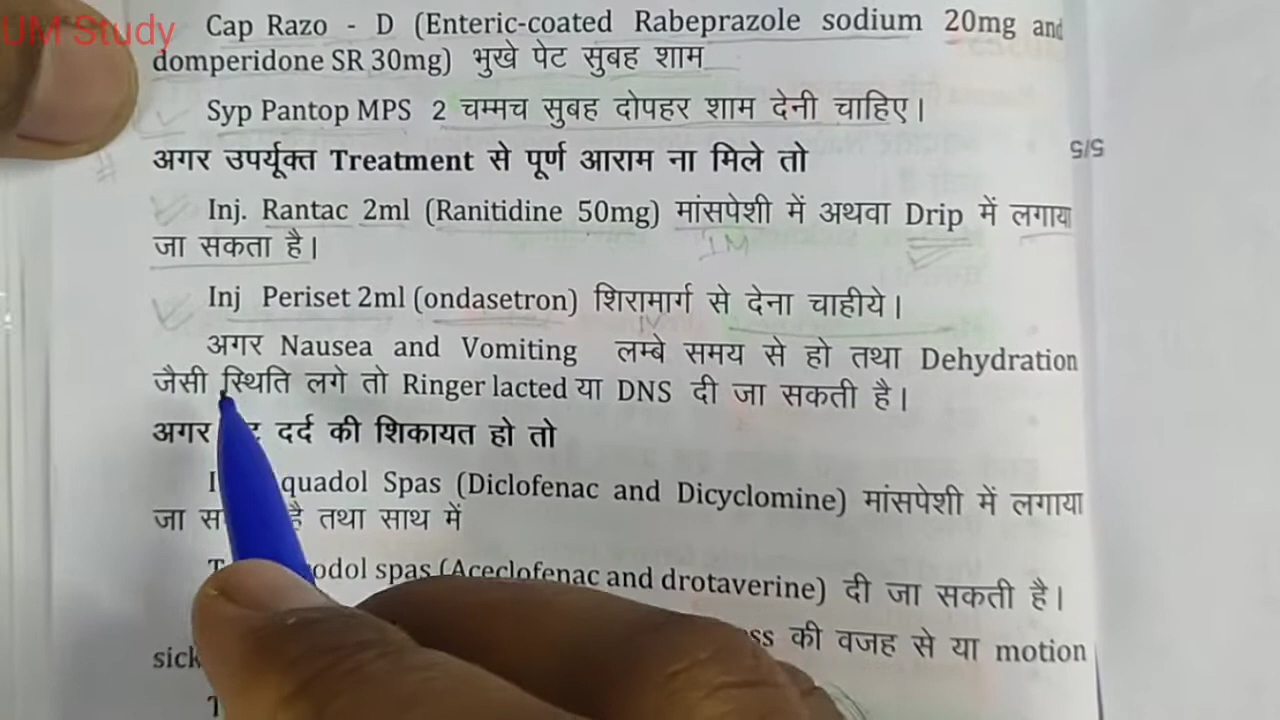 UM Study
Cap Razo - D (Enteric-coated Rabeprazole sodium 20mg and
domperidone SR 30mg) भुखे पेट सुबह शाम
Syp Pantop MPS 2 चम्मच सुबह दोपहर शाम देनी चाहिए।
अगर उपर्यूक्त Treatment से पूर्ण आराम ना मिले तो
5/5
Inj. Rantac 2ml (Ranitidine 50mg) मांसपेशी में अथवा Drip में लगाया
IM
जा सकता है।
Inj Periset 2ml (ondasetron) शिरामार्ग से देना चाहीये।
IV
अगर Nausea and Vomiting लम्बे समय से हो तथा Dehydration
जैसी स्थिति लगे तो Ringer lacted या DNS दी जा सकती है।
अगर दर्द की शिकायत हो तो
quadol Spas (Diclofenac and Dicyclomine) मांसपेशी में लगाया
जा है तथा साथ में
odol spas (Aceclofenac and drotaverine) दी जा सकती है।
ss की वजह से या motion
sick